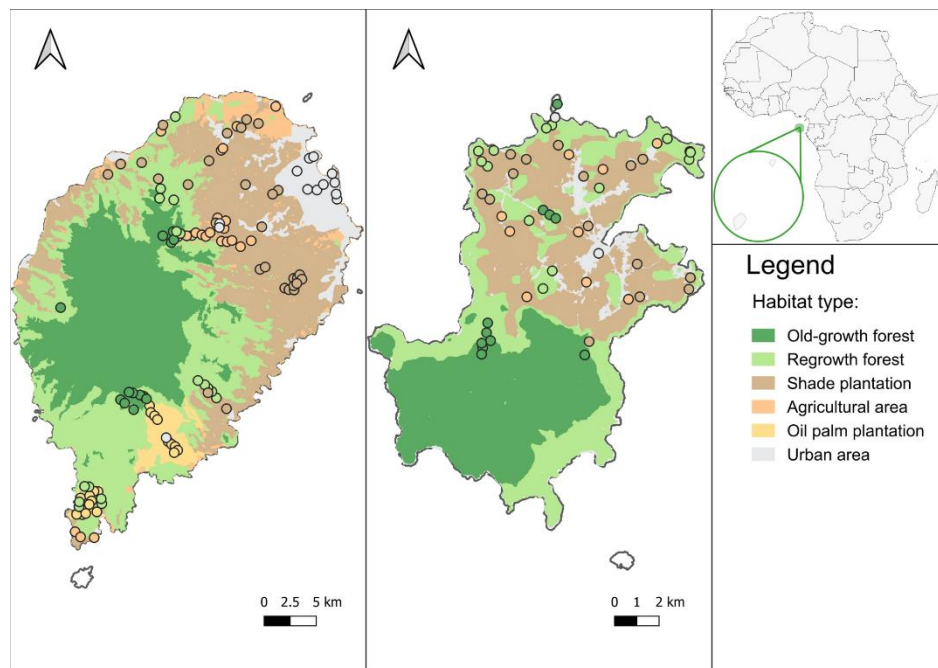 0 2.5 5 km
0 1 2 km
Legend
Habitat type:
Old-growth forest
Regrowth forest
Shade plantation
Agricultural area
Oil palm plantation
Urban area